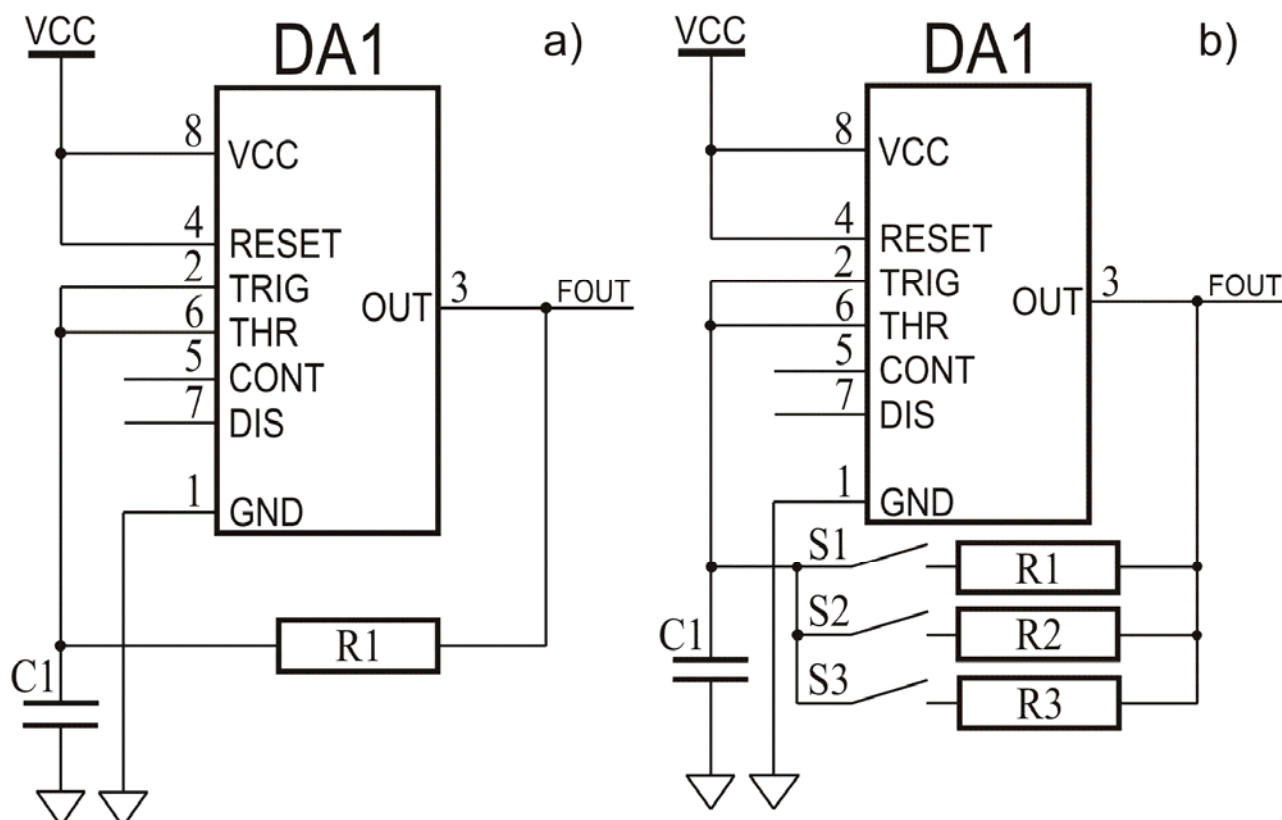 VCC
DA1
a)
8
VCC
4
RESET
2
TRIG
6
THR
5
CONT
7
DIS
1
GND
OUT
3
FOUT
R1
C1
VCC
DA1
b)
8
VCC
4
RESET
2
TRIG
6
THR
5
CONT
7
DIS
1
GND
OUT
3
FOUT
S1
R1
S2
R2
C1
S3
R3